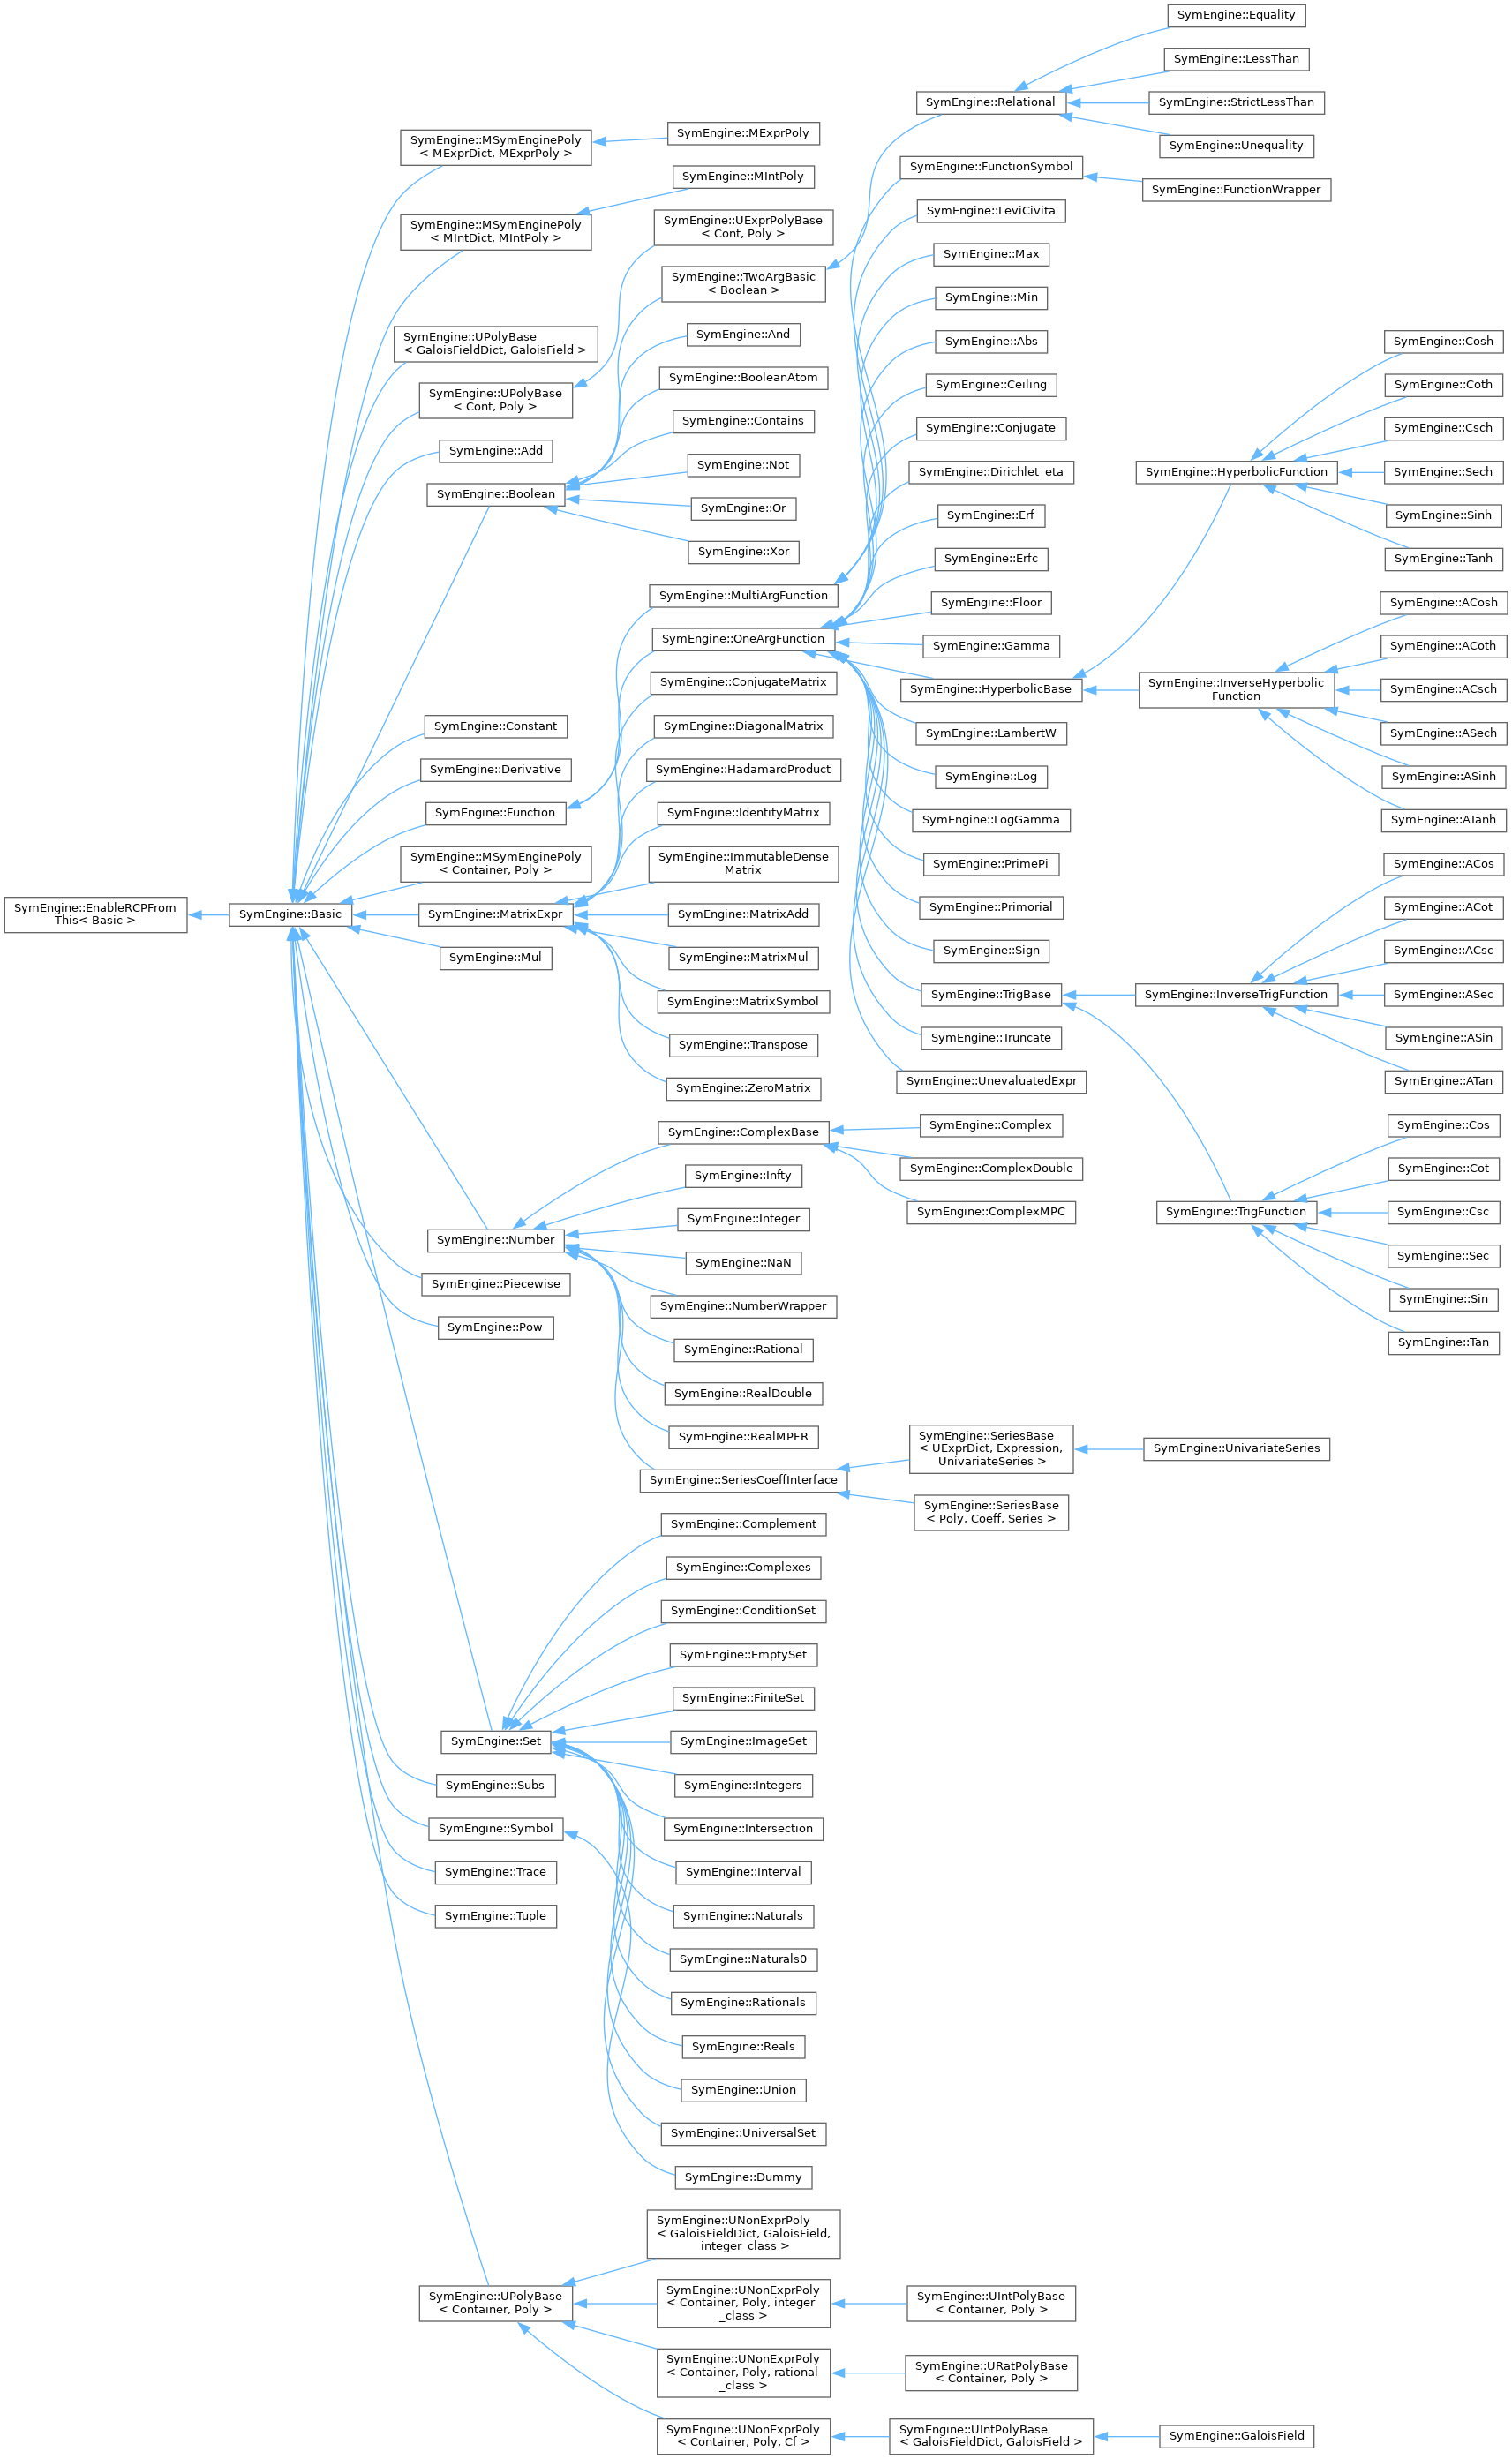 SymEngine::EnableRCPFrom
This< Basic >
SymEngine::Basic
SymEngine::MSymEnginePoly
< MExprDict, MExprPoly >
SymEngine::MSymEnginePoly
< MIntDict, MIntPoly >
SymEngine::UPolyBase
< GaloisFieldDict, GaloisField >
SymEngine::UPolyBase
< Cont, Poly >
SymEngine::Add
SymEngine::Boolean
SymEngine::Constant
SymEngine::Derivative
SymEngine::Function
SymEngine::MSymEnginePoly
< Container, Poly >
SymEngine::MatrixExpr
SymEngine::Mul
SymEngine::Number
SymEngine::Piecewise
SymEngine::Pow
SymEngine::Set
SymEngine::Subs
SymEngine::Symbol
SymEngine::Trace
SymEngine::Tuple
SymEngine::UPolyBase
< Container, Poly >
SymEngine::MExprPoly
SymEngine::MIntPoly
SymEngine::UExprPolyBase
< Cont, Poly >
SymEngine::TwoArgBasic
< Boolean >
SymEngine::And
SymEngine::BooleanAtom
SymEngine::Contains
SymEngine::Not
SymEngine::Or
SymEngine::Xor
SymEngine::MultiArgFunction
SymEngine::OneArgFunction
SymEngine::ConjugateMatrix
SymEngine::DiagonalMatrix
SymEngine::HadamardProduct
SymEngine::IdentityMatrix
SymEngine::ImmutableDense
Matrix
SymEngine::MatrixAdd
SymEngine::MatrixMul
SymEngine::MatrixSymbol
SymEngine::Transpose
SymEngine::ZeroMatrix
SymEngine::ComplexBase
SymEngine::Infty
SymEngine::Integer
SymEngine::NaN
SymEngine::NumberWrapper
SymEngine::Rational
SymEngine::RealDouble
SymEngine::RealMPFR
SymEngine::SeriesCoeffInterface
SymEngine::Complement
SymEngine::Complexes
SymEngine::ConditionSet
SymEngine::EmptySet
SymEngine::FiniteSet
SymEngine::ImageSet
SymEngine::Integers
SymEngine::Intersection
SymEngine::Interval
SymEngine::Naturals
SymEngine::Naturals0
SymEngine::Rationals
SymEngine::Reals
SymEngine::Union
SymEngine::UniversalSet
SymEngine::Dummy
SymEngine::UNonExprPoly
< GaloisFieldDict, GaloisField,
integer_class >
SymEngine::UNonExprPoly
< Container, Poly, integer
_class >
SymEngine::UNonExprPoly
< Container, Poly, rational
_class >
SymEngine::UNonExprPoly
< Container, Poly, Cf >
SymEngine::Relational
SymEngine::FunctionSymbol
SymEngine::LeviCivita
SymEngine::Max
SymEngine::Min
SymEngine::Abs
SymEngine::Ceiling
SymEngine::Conjugate
SymEngine::Dirichlet_eta
SymEngine::Erf
SymEngine::Erfc
SymEngine::Floor
SymEngine::Gamma
SymEngine::HyperbolicBase
SymEngine::LambertW
SymEngine::Log
SymEngine::LogGamma
SymEngine::PrimePi
SymEngine::Primorial
SymEngine::Sign
SymEngine::TrigBase
SymEngine::Truncate
SymEngine::UnevaluatedExpr
SymEngine::Complex
SymEngine::ComplexDouble
SymEngine::ComplexMPC
SymEngine::SeriesBase
< UExprDict, Expression,
UnivariateSeries >
SymEngine::SeriesBase
< Poly, Coeff, Series >
SymEngine::UIntPolyBase
< Container, Poly >
SymEngine::URatPolyBase
< Container, Poly >
SymEngine::UIntPolyBase
< GaloisFieldDict, GaloisField >
SymEngine::Equality
SymEngine::LessThan
SymEngine::StrictLessThan
SymEngine::Unequality
SymEngine::FunctionWrapper
SymEngine::HyperbolicFunction
SymEngine::InverseHyperbolic
Function
SymEngine::InverseTrigFunction
SymEngine::TrigFunction
SymEngine::UnivariateSeries
SymEngine::GaloisField
SymEngine::Cosh
SymEngine::Coth
SymEngine::Csch
SymEngine::Sech
SymEngine::Sinh
SymEngine::Tanh
SymEngine::ACosh
SymEngine::ACoth
SymEngine::ACsch
SymEngine::ASech
SymEngine::ASinh
SymEngine::ATanh
SymEngine::ACos
SymEngine::ACot
SymEngine::ACsc
SymEngine::ASec
SymEngine::ASin
SymEngine::ATan
SymEngine::Cos
SymEngine::Cot
SymEngine::Csc
SymEngine::Sec
SymEngine::Sin
SymEngine::Tan